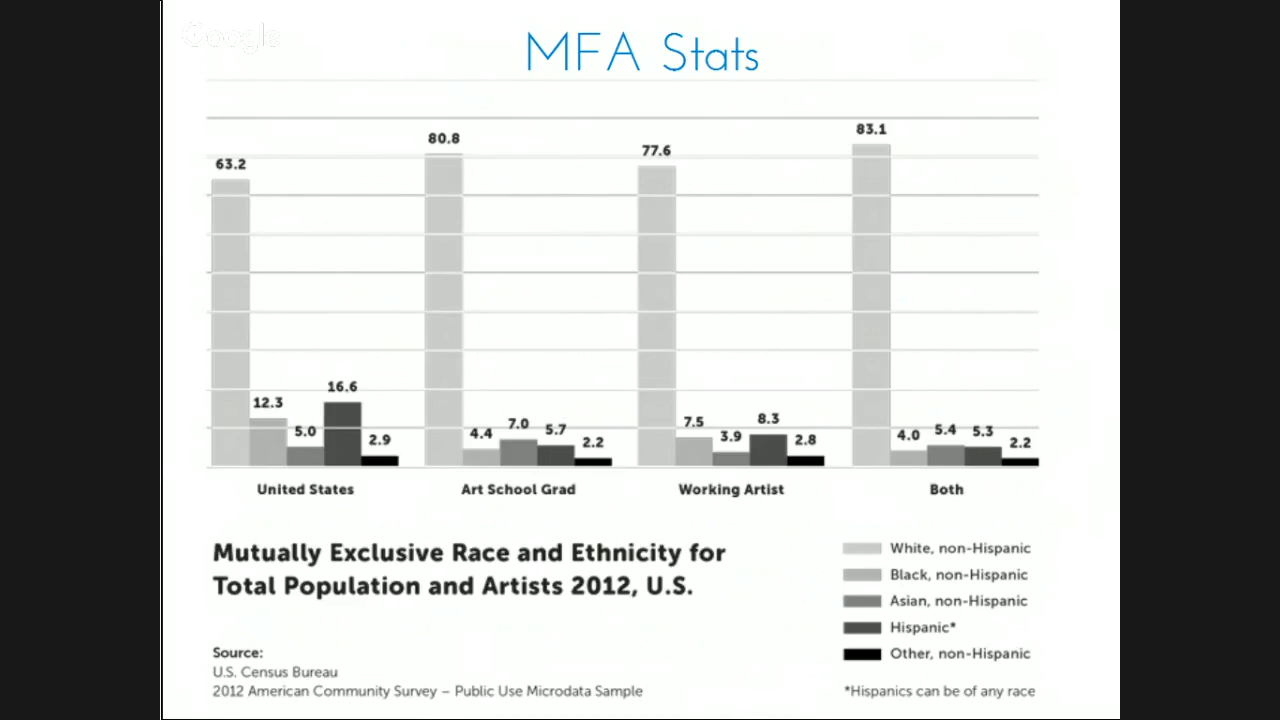 Google
MFA Stats
63.2
12.3
5.0
16.6
2.9
80.8
4.4
7.0
5.7
2.2
77.6
7.5
3.9
8.3
2.8
83.1
4.0
5.4
5.3
2.2
United States
Art School Grad
Working Artist
Both
Mutually Exclusive Race and Ethnicity for
Total Population and Artists 2012, U.S.
Source:
U.S. Census Bureau
2012 American Community Survey – Public Use Microdata Sample
White, non-Hispanic
Black, non-Hispanic
Asian, non-Hispanic
Hispanic*
Other, non-Hispanic
*Hispanics can be of any race